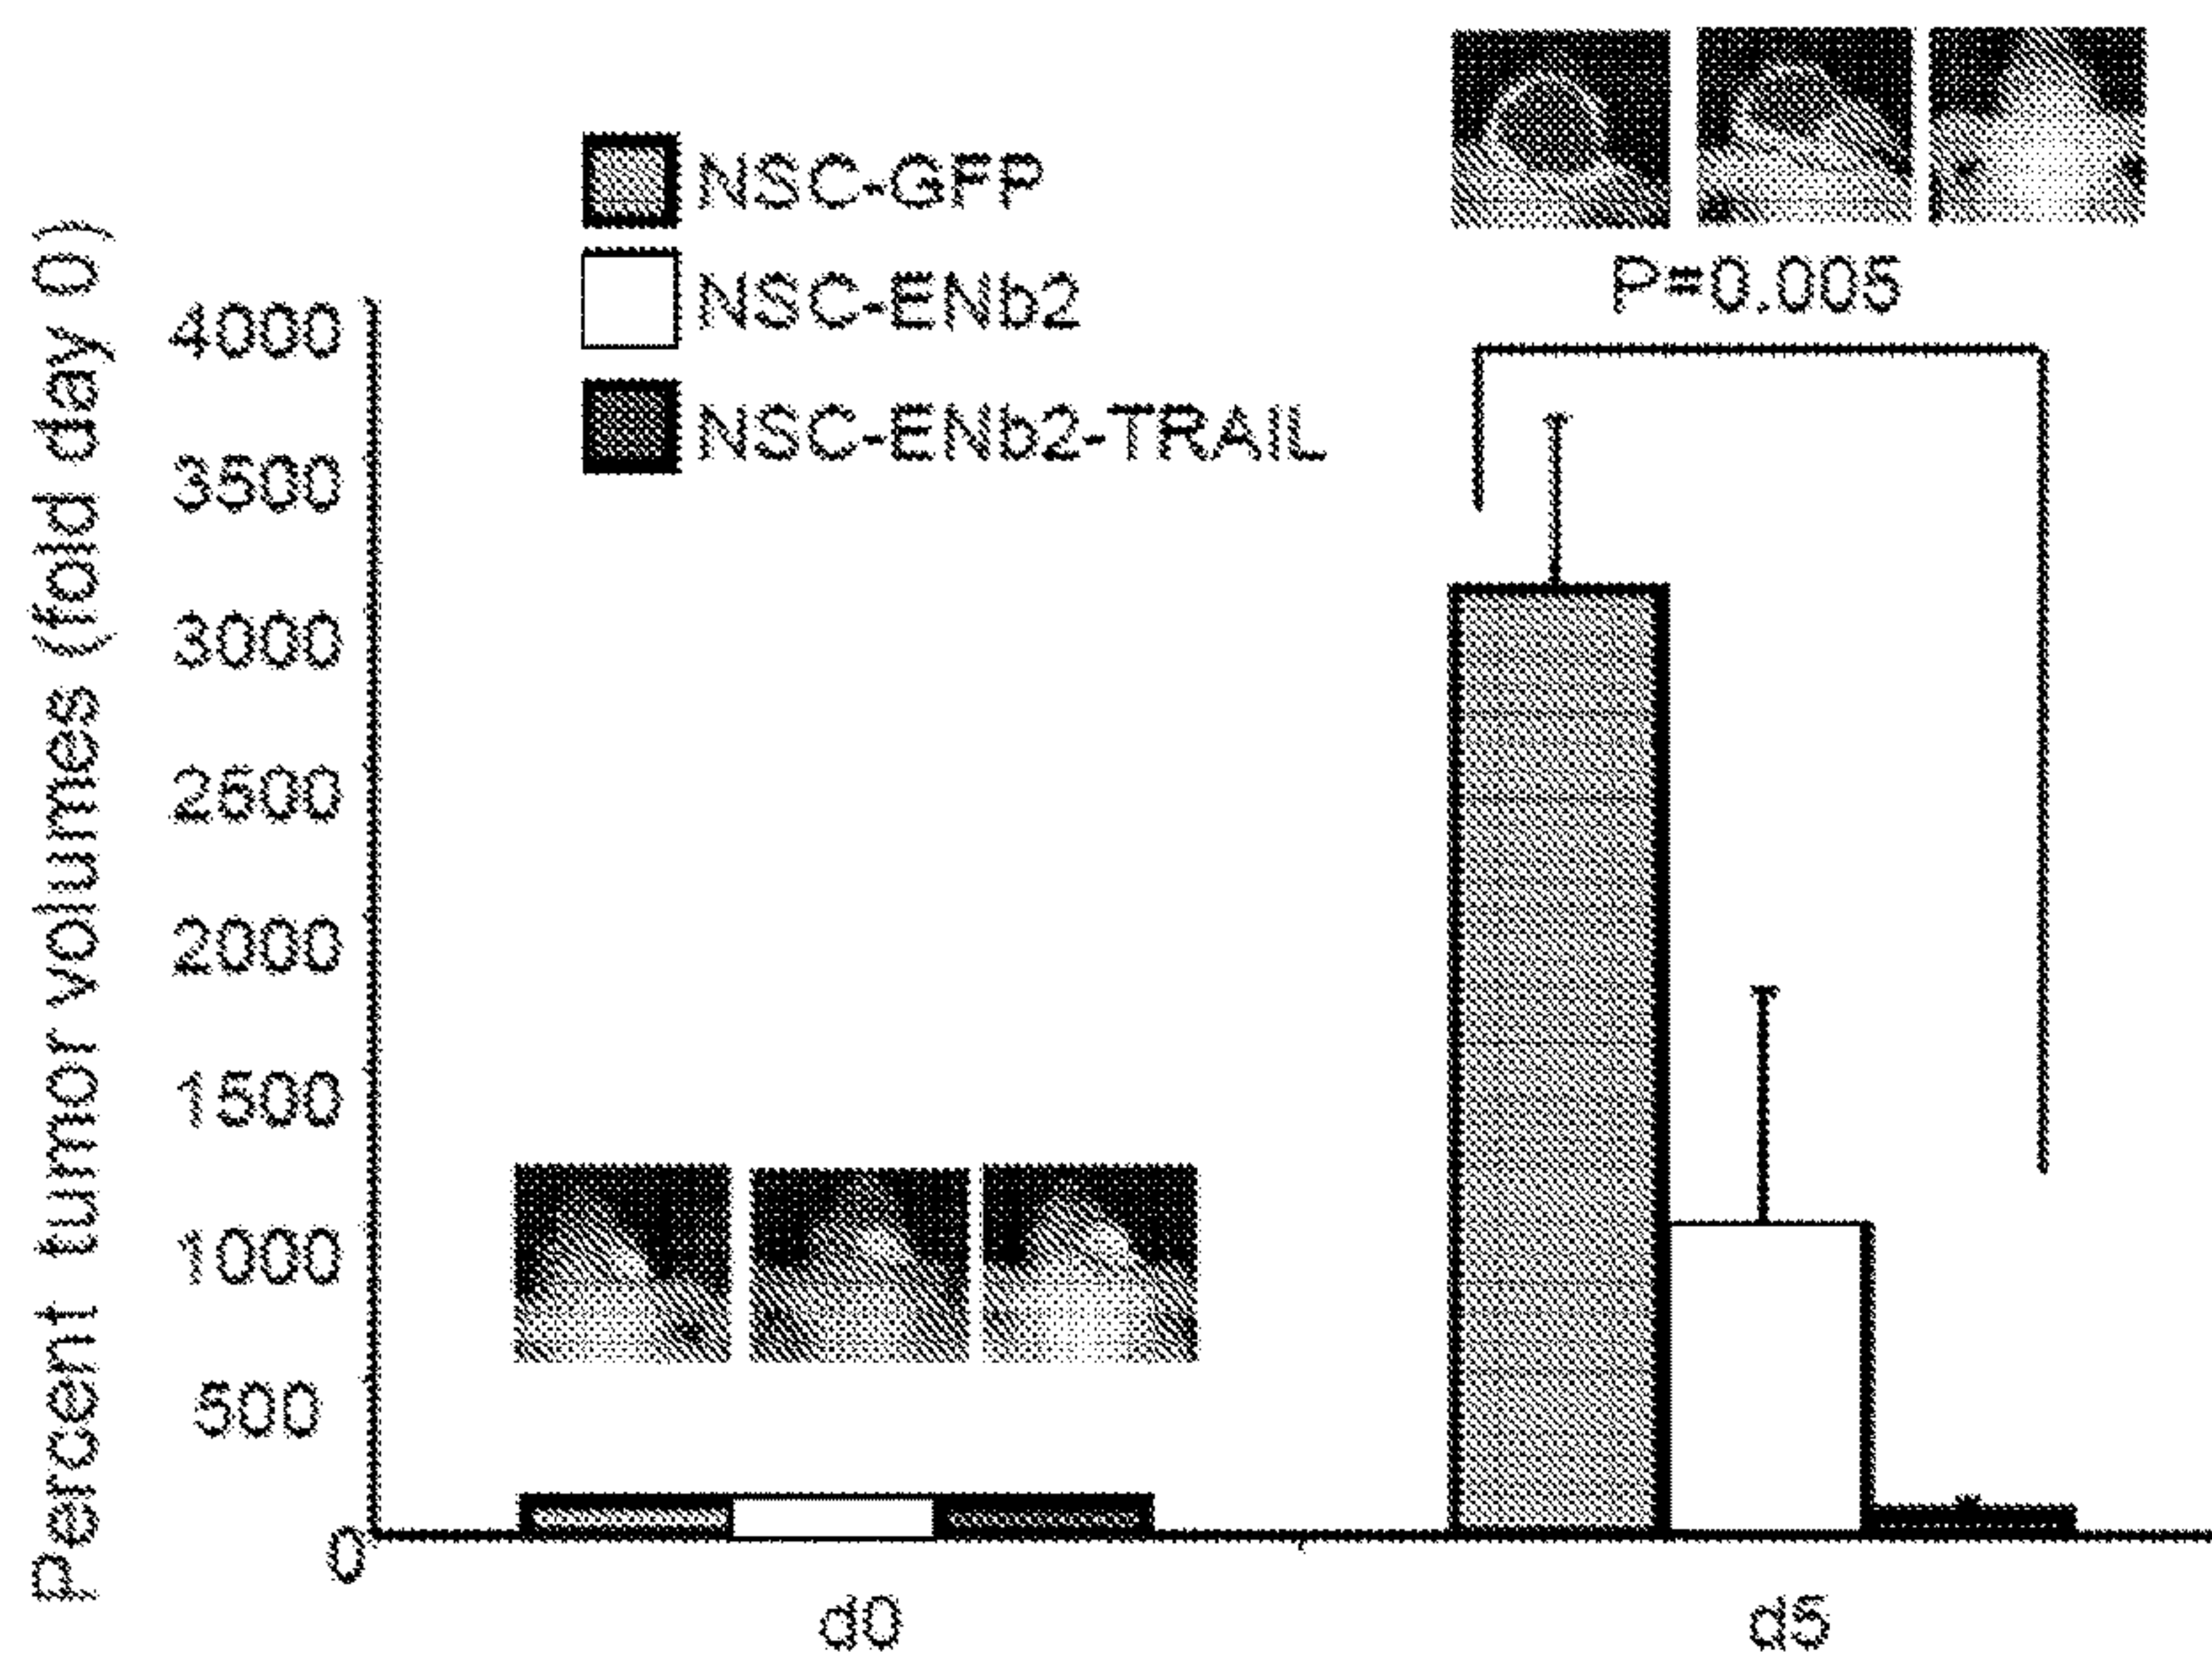 NSC-GFP
NSC-ENb2
NSC-ENb2-TRAIL
P=0.005
Percent tumor volumes (fold day 0)
4000
3500
3000
2500
2000
1500
1000
500
0
d0
d5